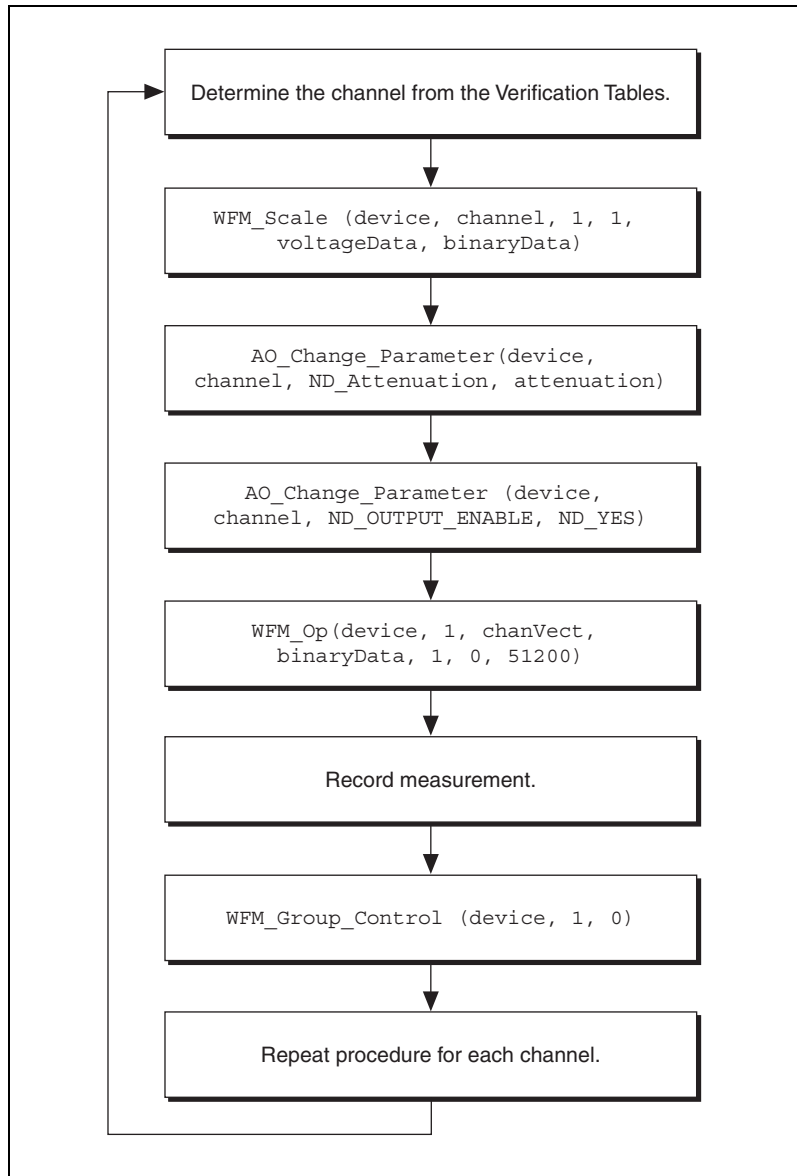 Determine the channel from the Verification Tables.
WFM_Scale (device, channel, 1, 1,
voltageData, binaryData)
AO_Change_Parameter(device,
channel, ND_Attenuation, attenuation)
AO_Change_Parameter (device,
channel, ND_OUTPUT_ENABLE, ND_YES)
WFM_Op(device, 1, chanVect,
binaryData, 1, 0, 51200)
Record measurement.
WFM_Group_Control (device, 1, 0)
Repeat procedure for each channel.